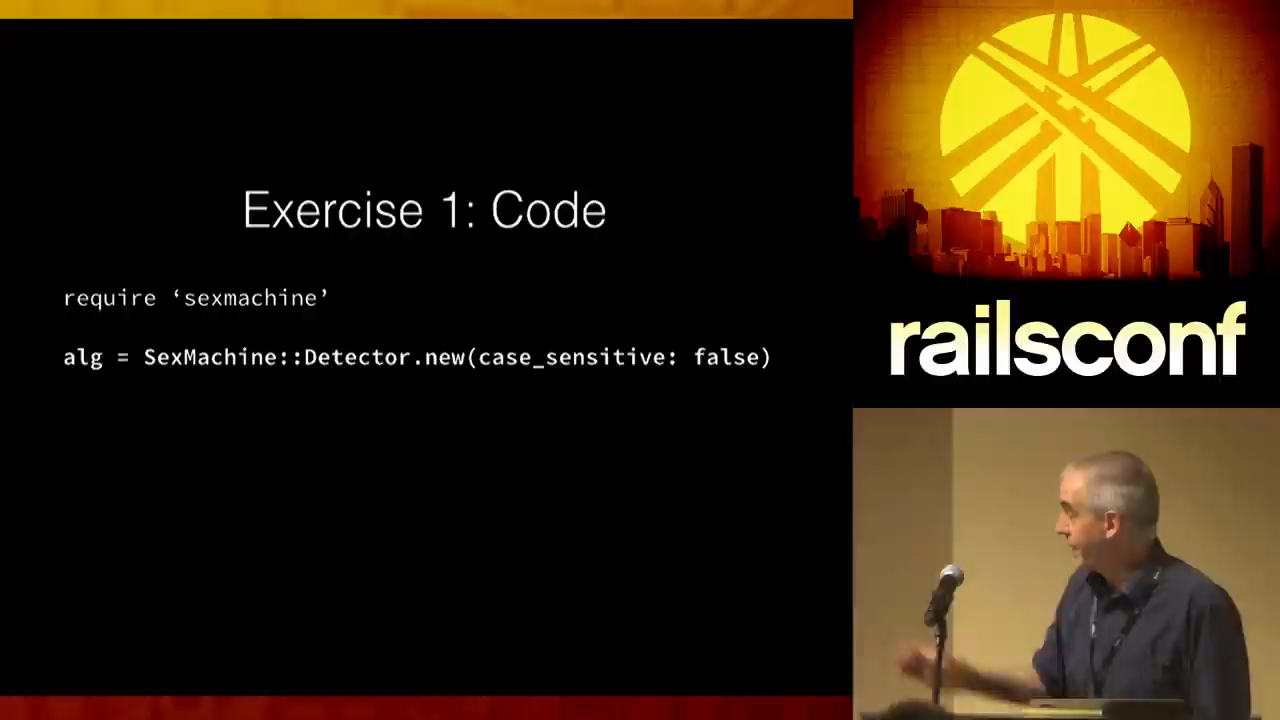 Exercise 1: Code
require ‘sexmachine’
alg = SexMachine::Detector.new(case_sensitive: false)
railsconf